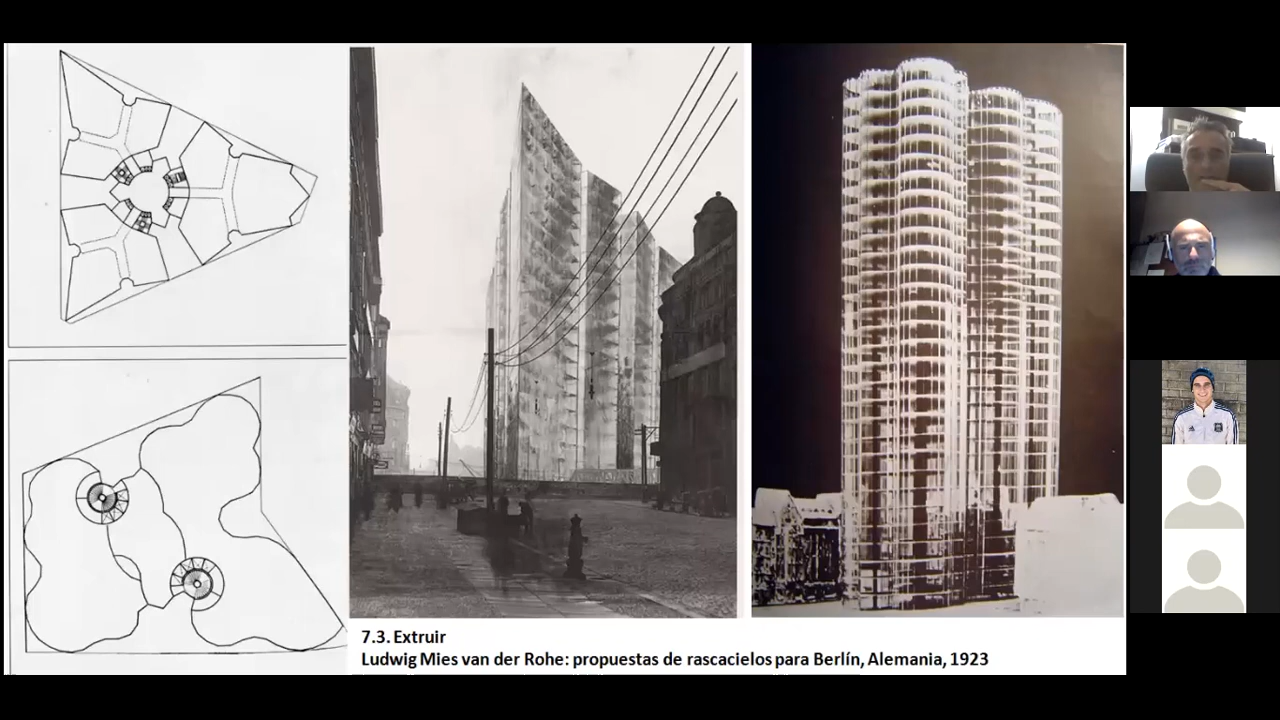 7.3. Extruir
Ludwig Mies van der Rohe: propuestas de rascacielos para Berlín, Alemania, 1923